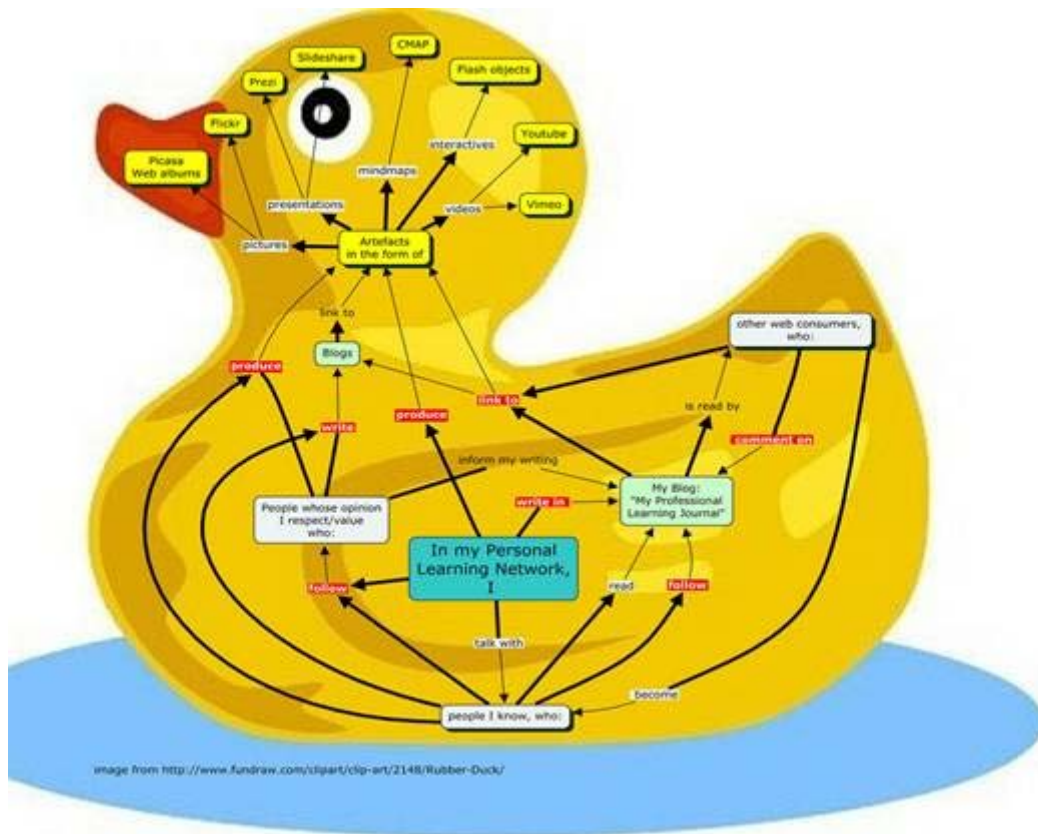 CMAP
Slideshare
Flash objects
Prezi
Flickr
Youtube
interactives
Picasa
Web albums
mindmaps
presentations
videos
Vimeo
pictures
Artefacts
in the form of
link to
other web consumers,
who:
Blogs
produce
link to
is read by
produce
write
comment on
inform my writing
My Blog:
"My Professional
Learning Journal"
write in
People whose opinion
I respect/value
who:
In my Personal
Learning Network,
I
follow
read
follow
talk with
become
people I know, who:
image from http://www.fundraw.com/clipart/clip-art/2148/Rubber-Duck/